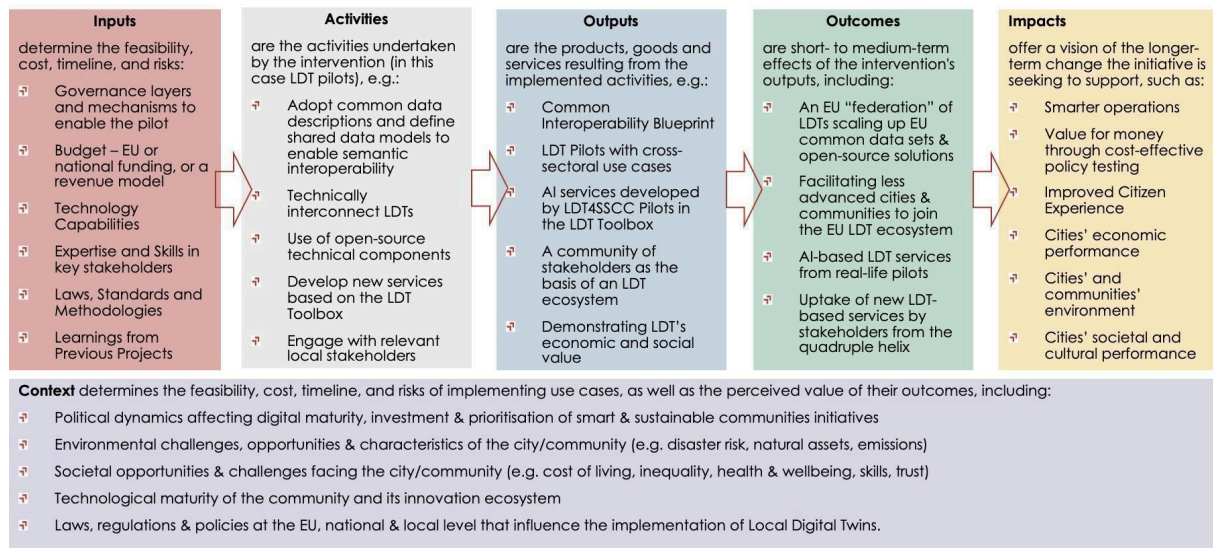 Inputs
determine the feasibility,
cost, timeline, and risks:
Governance layers
and mechanisms to
enable the pilot
Budget – EU or
national funding, or a
revenue model
Technology
Capabilities
Expertise and Skills in
key stakeholders
Laws, Standards and
Methodologies
Learnings from
Previous Projects
Activities
are the activities undertaken
by the intervention (in this
case LDT pilots), e.g.:
Adopt common data
descriptions and define
shared data models to
enable semantic
interoperability
Technically
interconnect LDTs
Use of open-source
technical components
Develop new services
based on the LDT
Toolbox
Engage with relevant
local stakeholders
Outputs
are the products, goods and
services resulting from the
implemented activities, e.g.:
Common
Interoperability Blueprint
LDT Pilots with cross-
sectoral use cases
AI services developed
by LDT4SSCC Pilots in
the LDT Toolbox
A community of
stakeholders as the
basis of an LDT
ecosystem
Demonstrating LDT's
economic and social
value
Outcomes
are short- to medium-term
effects of the intervention's
outputs, including:
An EU “federation” of
LDTs scaling up EU
common data sets &
open-source solutions
Facilitating less
advanced cities &
communities to join
the EU LDT ecosystem
AI-based LDT services
from real-life pilots
Uptake of new LDT-
based services by
stakeholders from the
quadruple helix
Impacts
offer a vision of the longer-
term change the initiative is
seeking to support, such as:
Smarter operations
Value for money
through cost-effective
policy testing
Improved Citizen
Experience
Cities' economic
performance
Cities' and
communities'
environment
Cities' societal and
cultural performance
Context determines the feasibility, cost, timeline, and risks of implementing use cases, as well as the perceived value of their outcomes, including:
Political dynamics affecting digital maturity, investment & prioritisation of smart & sustainable communities initiatives
Environmental challenges, opportunities & characteristics of the city/community (e.g. disaster risk, natural assets, emissions)
Societal opportunities & challenges facing the city/community (e.g. cost of living, inequality, health & wellbeing, skills, trust)
Technological maturity of the community and its innovation ecosystem
Laws, regulations & policies at the EU, national & local level that influence the implementation of Local Digital Twins.